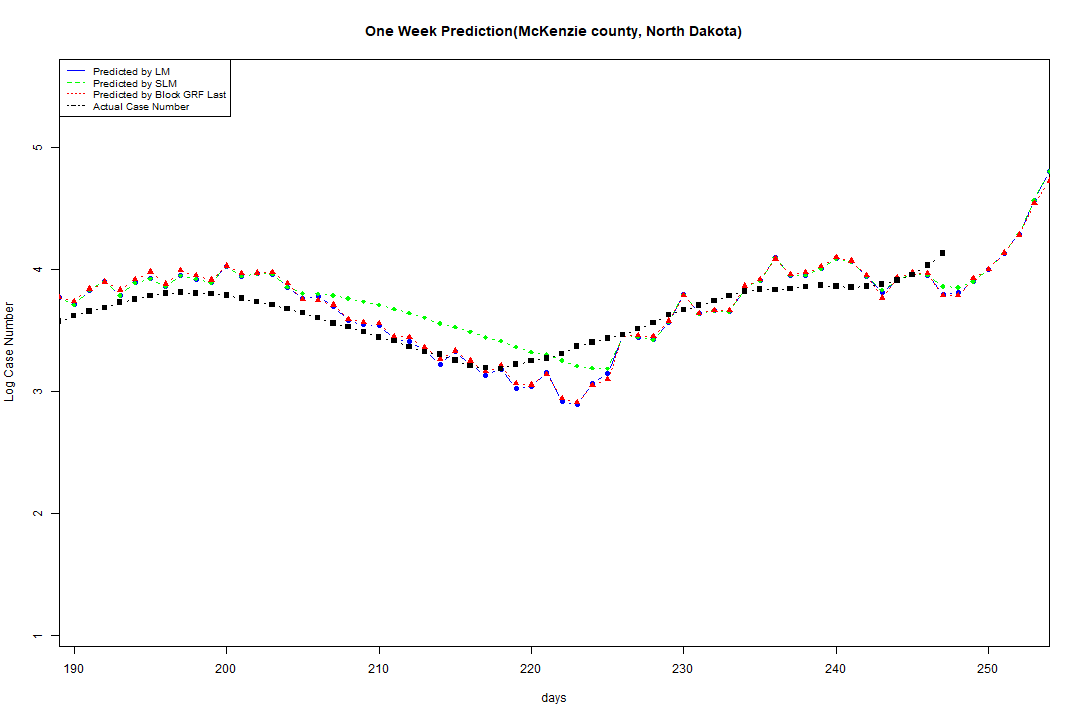 One Week Prediction(McKenzie county, North Dakota)
Predicted by LM
Predicted by SLM
Predicted by Block GRF Last
Actual Case Number
5
4
3
2
1
Log Case Number
190 200 210 220 230 240 250
days